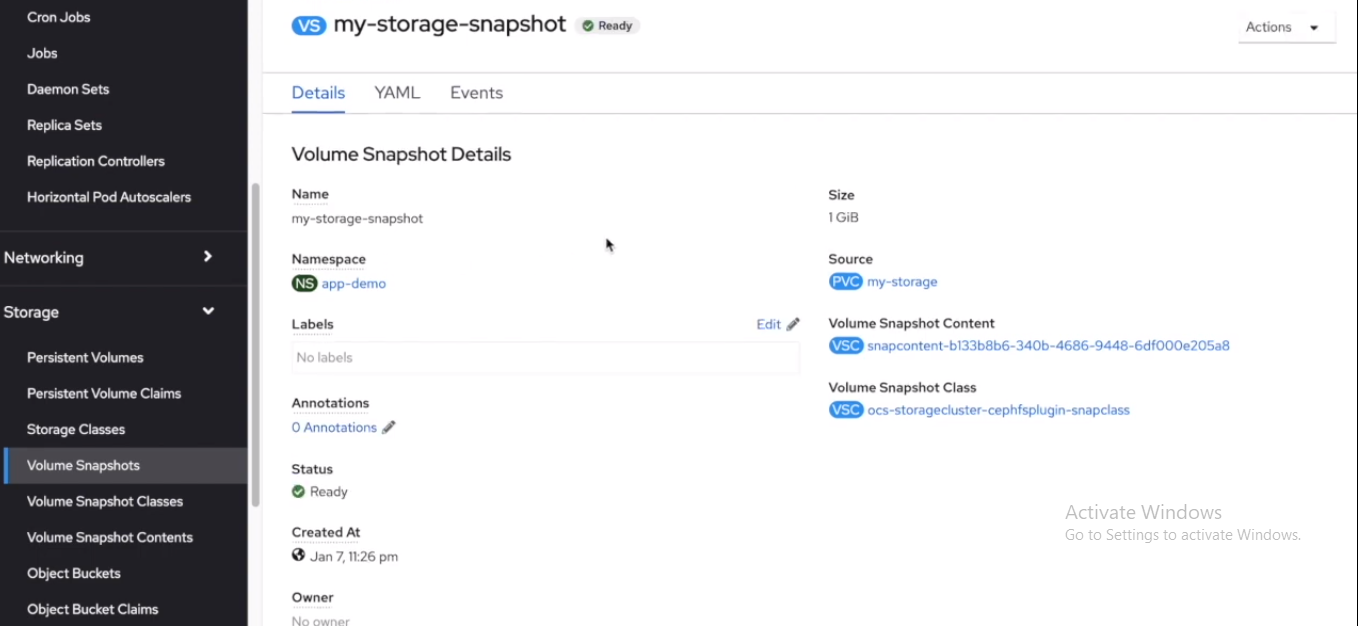 Cron Jobs
Jobs
Daemon Sets
Replica Sets
Replication Controllers
Horizontal Pod Autoscalers
Networking
Storage
Persistent Volumes
Persistent Volume Claims
Storage Classes
Volume Snapshots
Volume Snapshot Classes
Volume Snapshot Contents
Object Buckets
Object Bucket Claims
VS my-storage-snapshot Ready
Actions
Details YAML Events
Volume Snapshot Details
Name
my-storage-snapshot
Namespace
NS app-demo
Labels Edit
No labels
Annotations
0 Annotations
Status
Ready
Created At
Jan 7, 11:26 pm
Owner
No owner
Size
1 GiB
Source
PVC my-storage
Volume Snapshot Content
VSC snapcontent-b133b8b6-340b-4686-9448-6df000e205a8
Volume Snapshot Class
VSC ocs-storagecluster-cephfsplugin-snapclass
Activate Windows
Go to Settings to activate Windows.